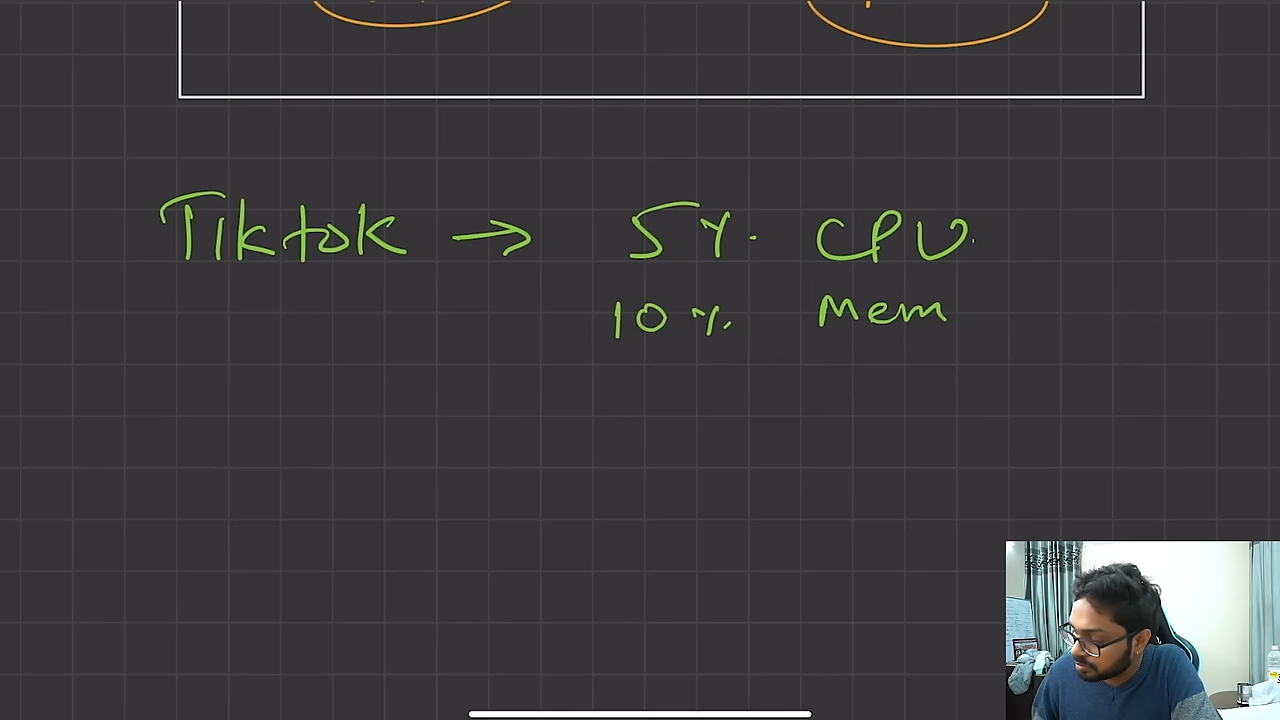 Tiktok → 5%. CPU.
10% Mem